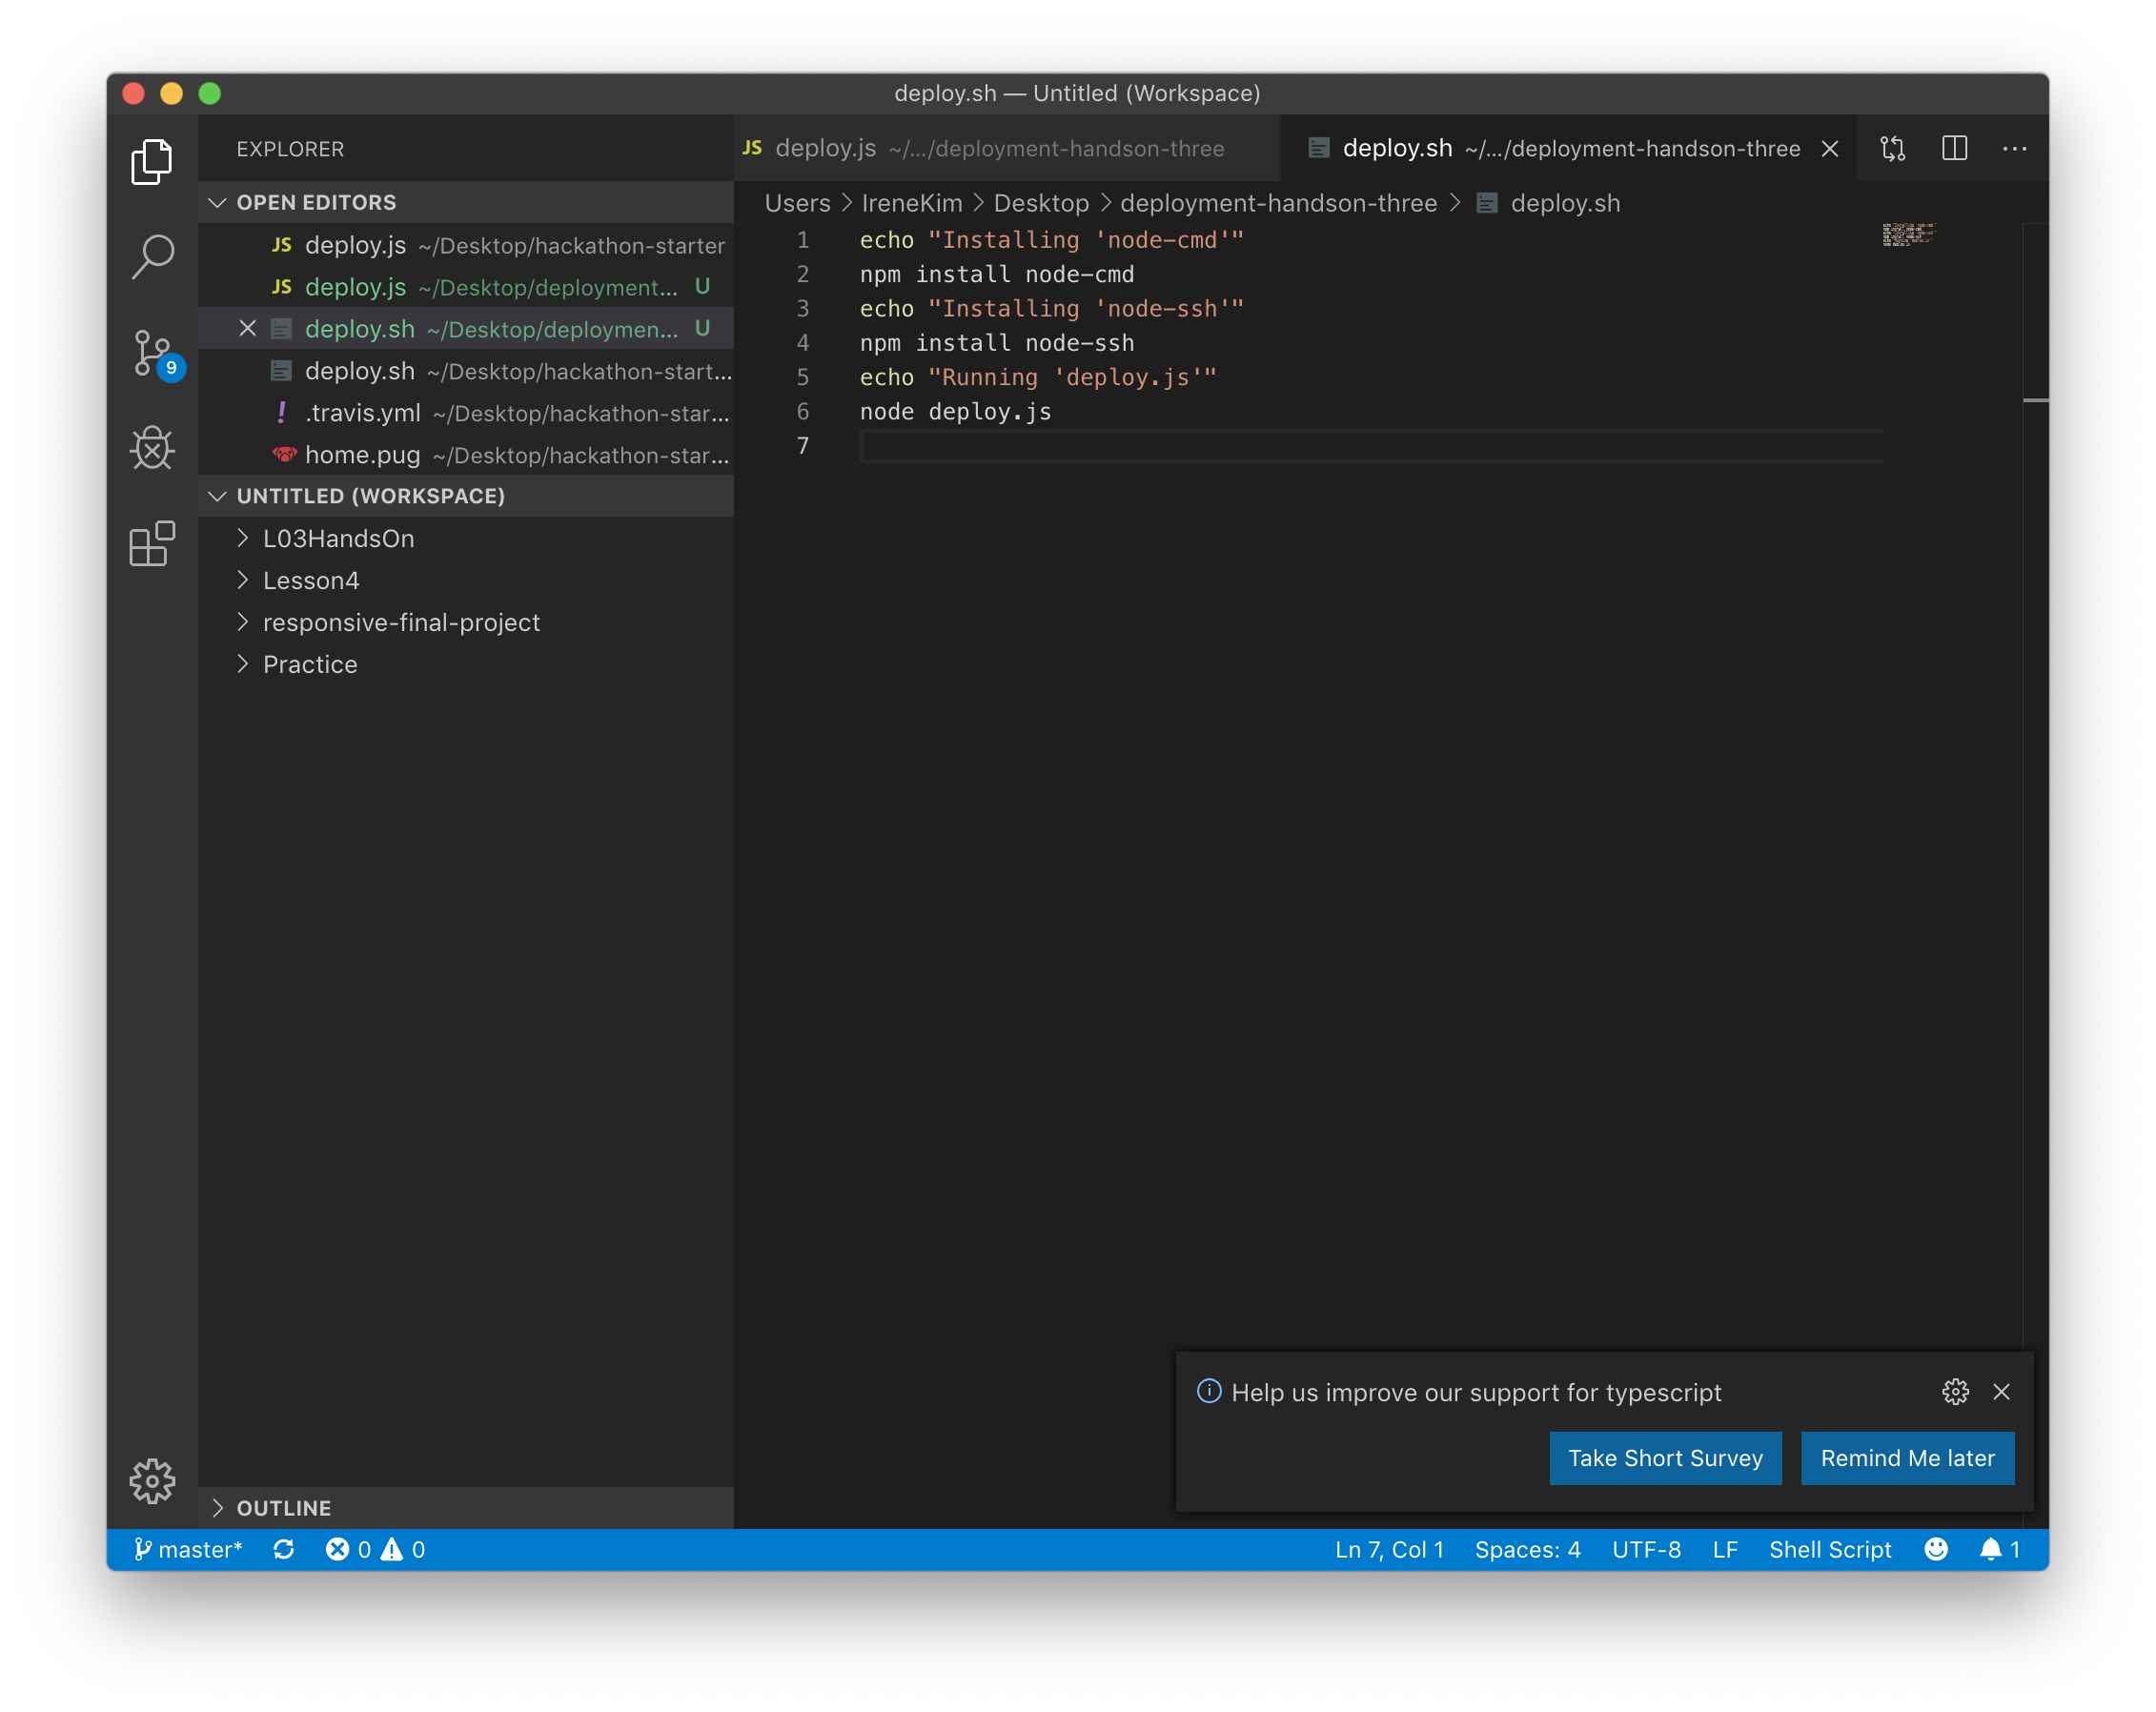 deploy.sh — Untitled (Workspace)
EXPLORER
JS deploy.js ~/.../deployment-handson-three
deploy.sh ~/.../deployment-handson-three
OPEN EDITORS
Users > IreneKim > Desktop > deployment-handson-three > deploy.sh
JS deploy.js ~/Desktop/hackathon-starter
JS deploy.js ~/Desktop/deployment... U
deploy.sh ~/Desktop/deploymen... U
deploy.sh ~/Desktop/hackathon-start...
! .travis.yml ~/Desktop/hackathon-star...
home.pug ~/Desktop/hackathon-star...
9
UNTITLED (WORKSPACE)
L03HandsOn
Lesson4
responsive-final-project
Practice
OUTLINE
1 echo "Installing 'node-cmd'"
2 npm install node-cmd
3 echo "Installing 'node-ssh'"
4 npm install node-ssh
5 echo "Running 'deploy.js'"
6 node deploy.js
7
Help us improve our support for typescript
Take Short Survey
Remind Me later
master* 0 0 Ln 7, Col 1 Spaces: 4 UTF-8 LF Shell Script 1